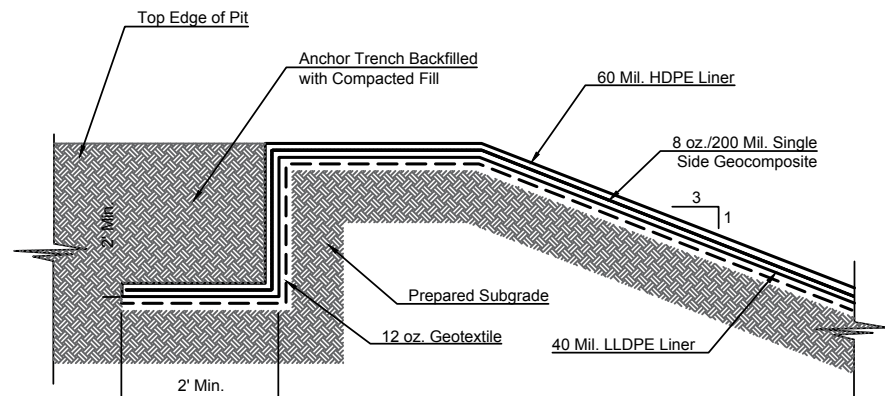 Top Edge of Pit
Anchor Trench Backfilled
with Compacted Fill
60 Mil. HDPE Liner
8 oz./200 Mil. Single
Side Geocomposite
3
1
2' Min.
Prepared Subgrade
12 oz. Geotextile
40 Mil. LLDPE Liner
2' Min.